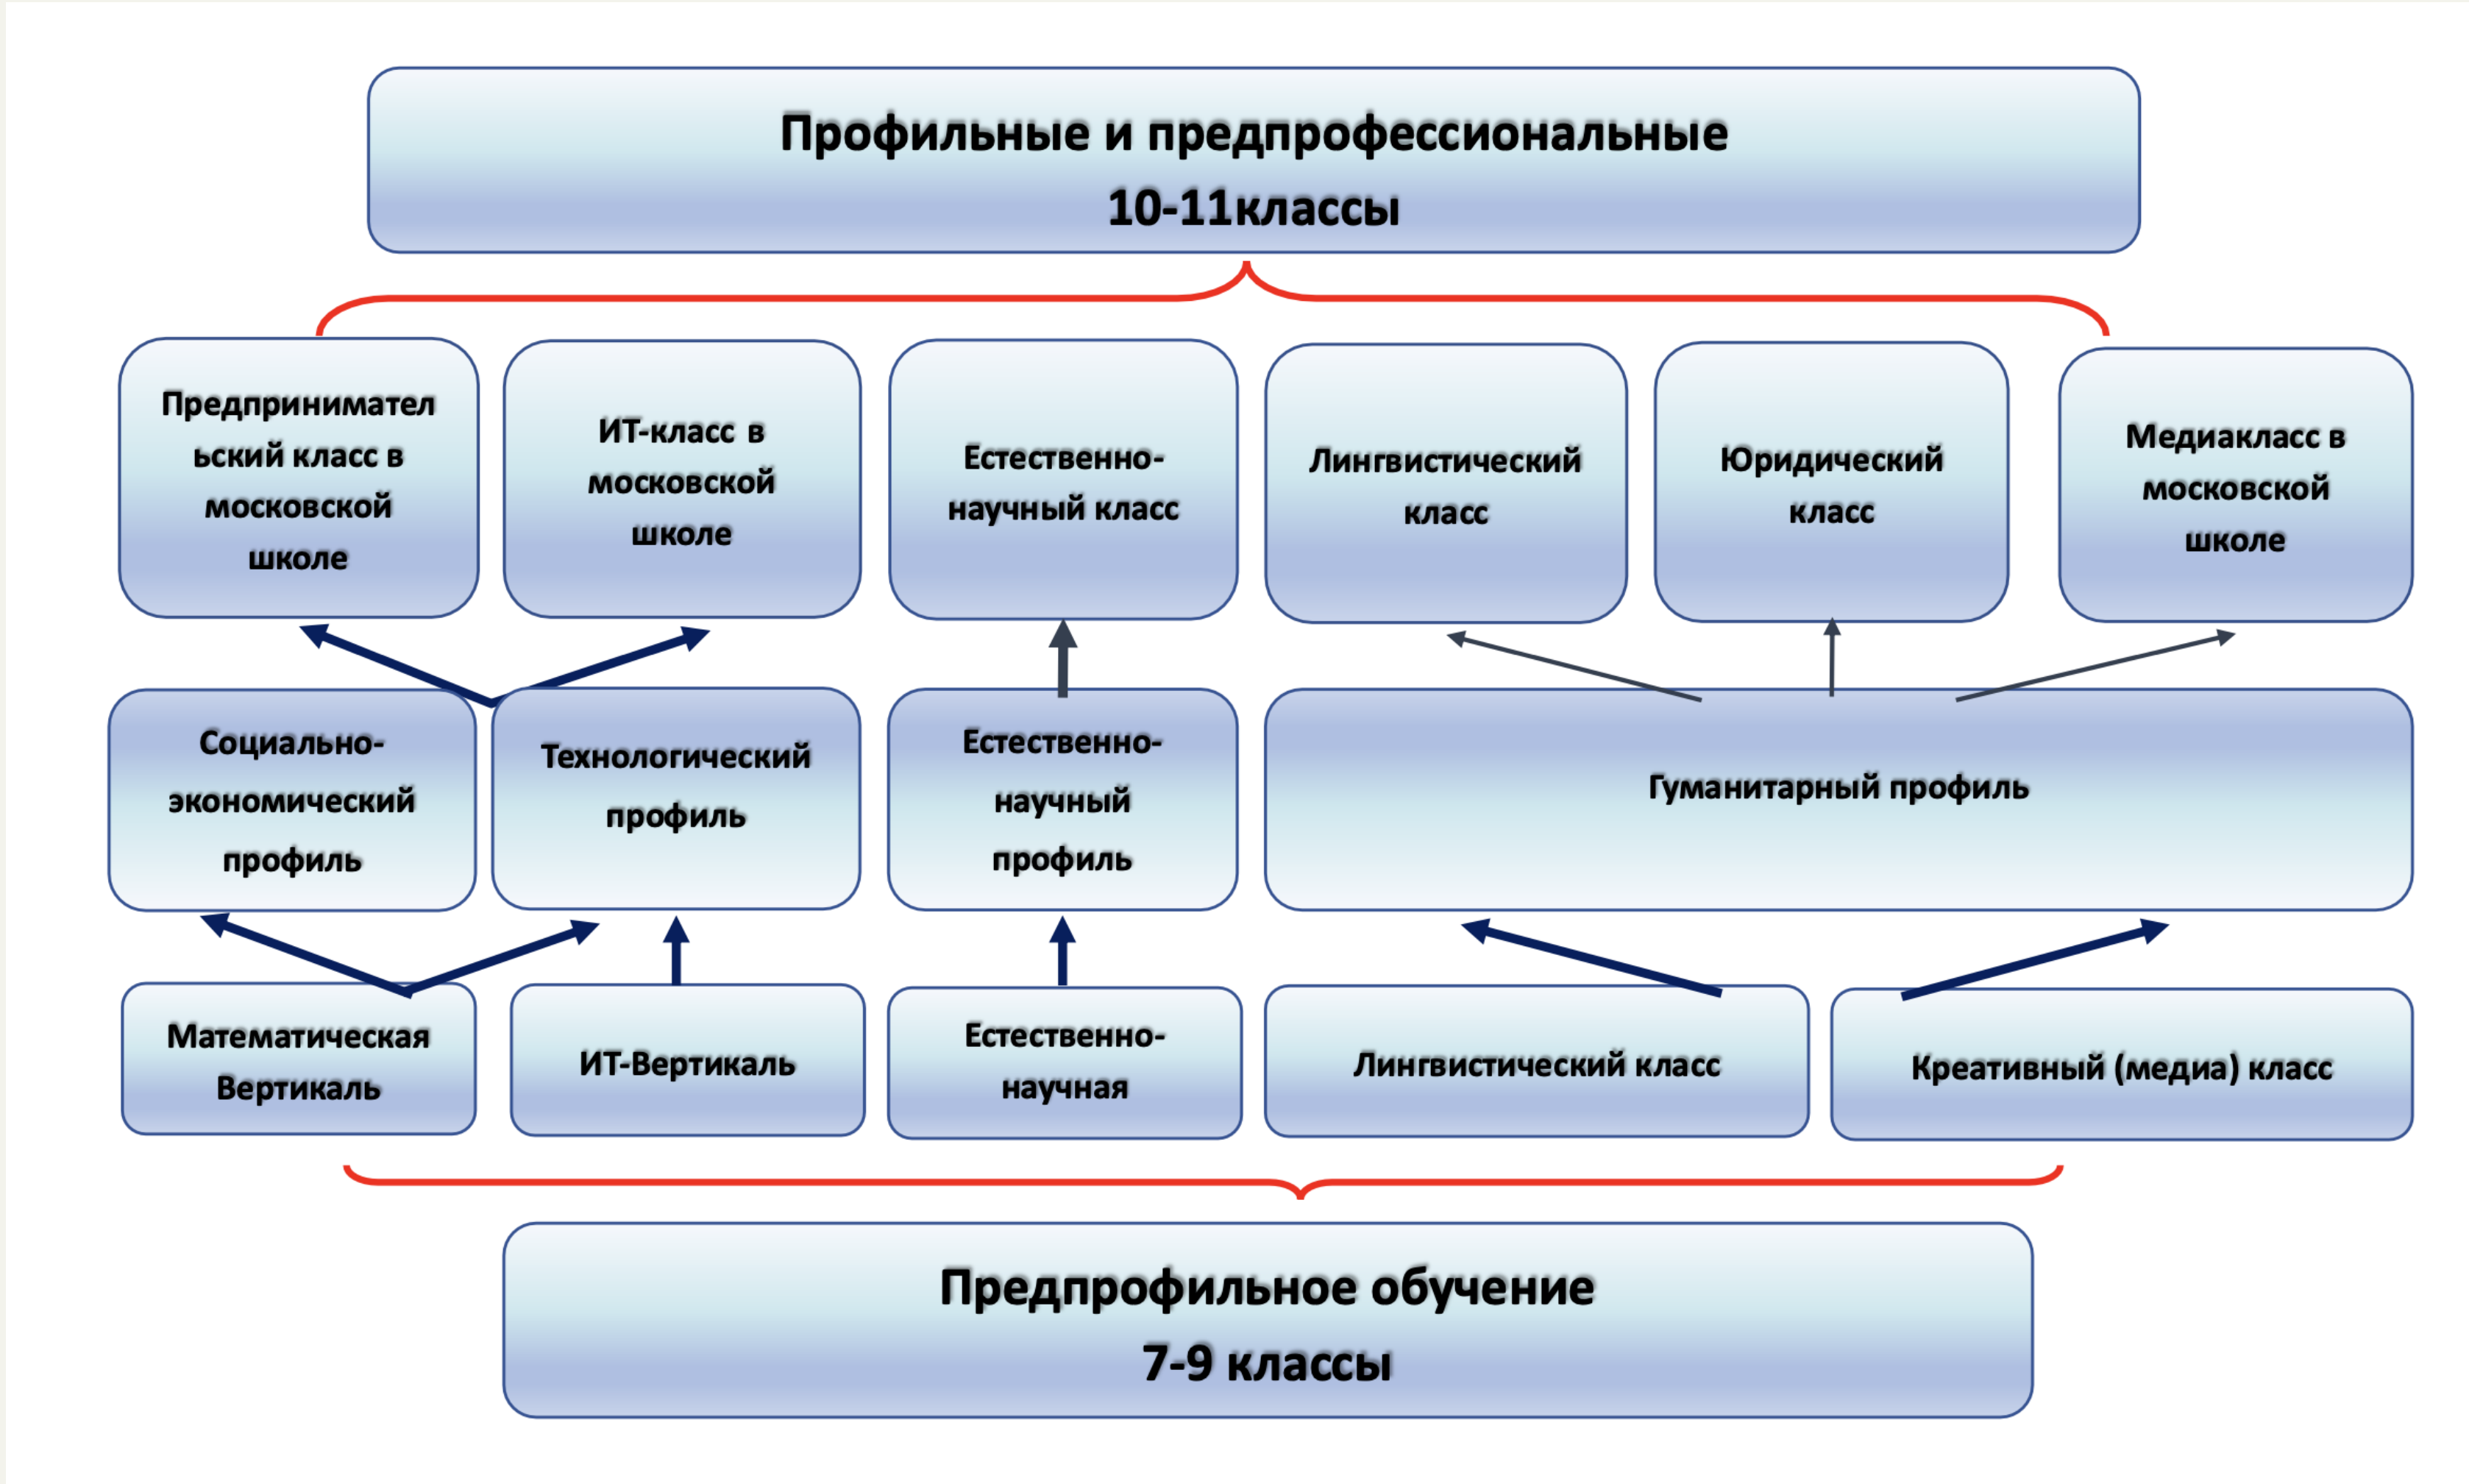 Профильные и предпрофессиональные
10-11классы
Предпринимател
ьский класс в
московской
школе
ИТ-класс в
московской
школе
Естественно-
научный класс
Лингвистический
класс
Юридический
класс
Медиакласс в
московской
школе
Социально-
экономический
профиль
Технологический
профиль
Естественно-
научный
профиль
Гуманитарный профиль
Математическая
Вертикаль
ИТ-Вертикаль
Естественно-
научная
Лингвистический класс
Креативный (медиа) класс
Предпрофильное обучение
7-9 классы